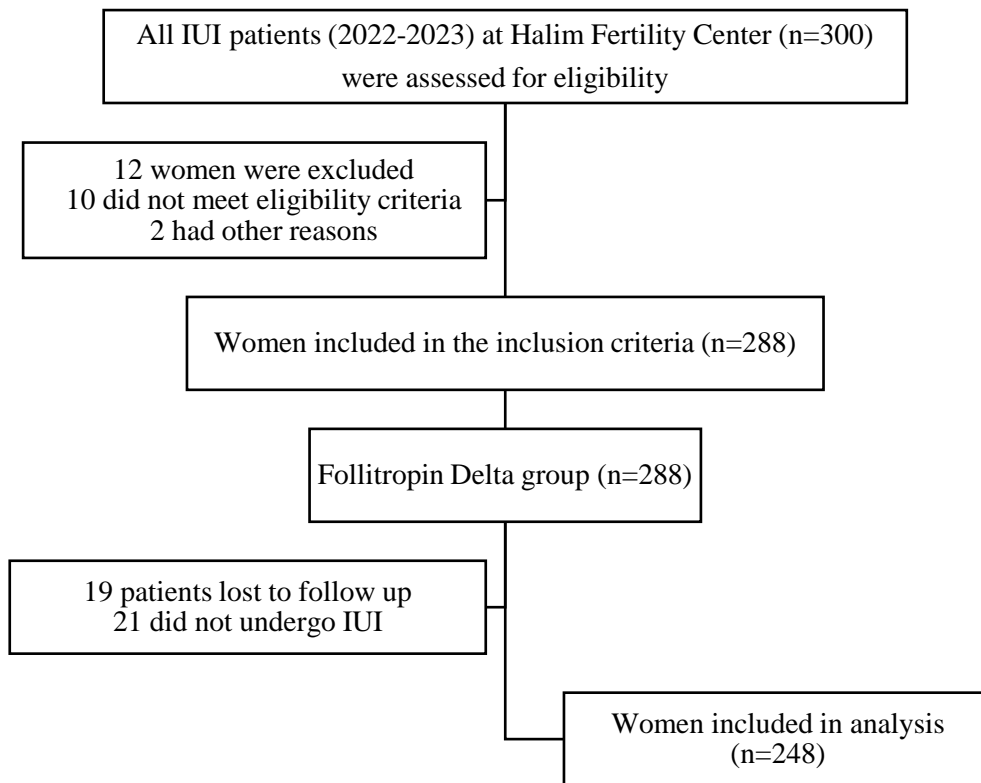 All IUI patients (2022-2023) at Halim Fertility Center (n=300)
were assessed for eligibility
12 women were excluded
10 did not meet eligibility criteria
2 had other reasons
Women included in the inclusion criteria (n=288)
Follitropin Delta group (n=288)
19 patients lost to follow up
21 did not undergo IUI
Women included in analysis
(n=248)